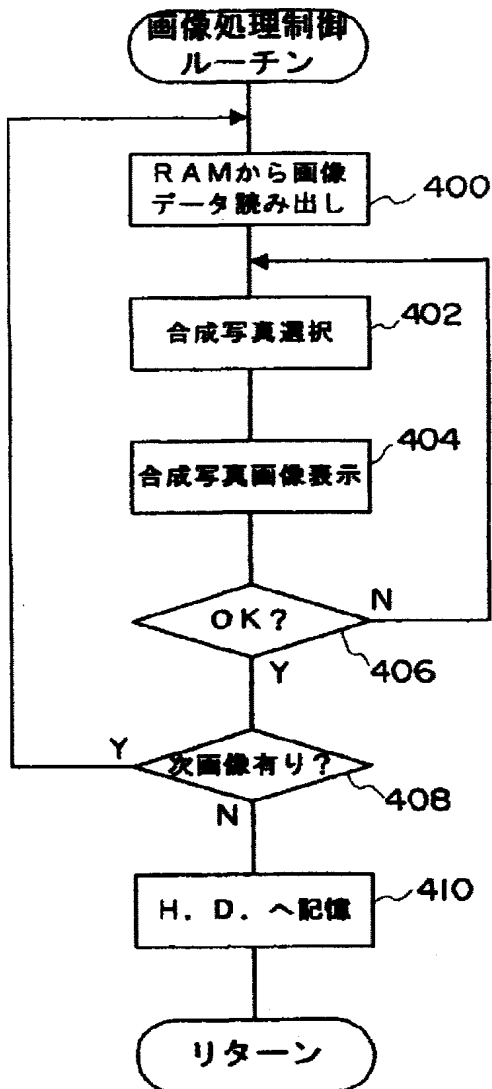 画像処理制御
ルーチン
RAMから画像
データ読み出し
400
合成写真選択
402
404
合成写真画像表示
OK?
N
406
Y
Y
次画像有り?
408
N
410
H. D. へ記憶
リターン